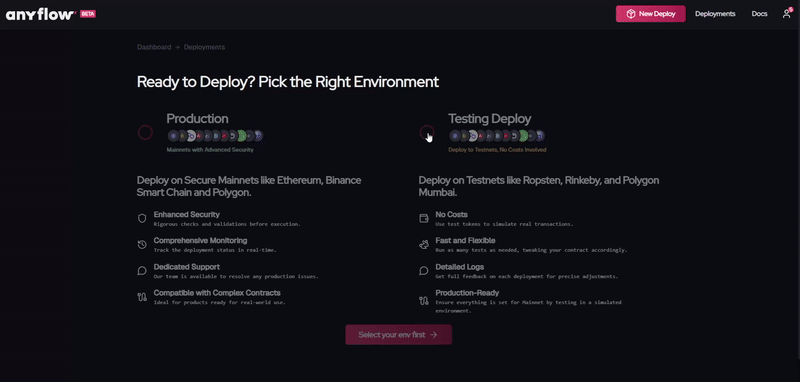 anyflow BETA
New Deploy Deployments Docs
Dashboard → Deployments
Ready to Deploy? Pick the Right Environment
Production
Mainnets with Advanced Security
Deploy on Secure Mainnets like Ethereum, Binance
Smart Chain and Polygon.
Enhanced Security
Rigorous checks and validations before execution.
Comprehensive Monitoring
Track the deployment status in real-time.
Dedicated Support
Our team is available to resolve any production issues.
Compatible with Complex Contracts
Ideal for products ready for real-world use.
Testing Deploy
Deploy to Testnets, No Costs Involved
Deploy on Testnets like Ropsten, Rinkeby, and Polygon
Mumbai.
No Costs
Use test tokens to simulate real transactions.
Fast and Flexible
Run as many tests as needed, tweaking your contract accordingly.
Detailed Logs
Get full feedback on each deployment for precise adjustments.
Production-Ready
Ensure everything is set for Mainnet by testing in a simulated
environment.
Select your env first →